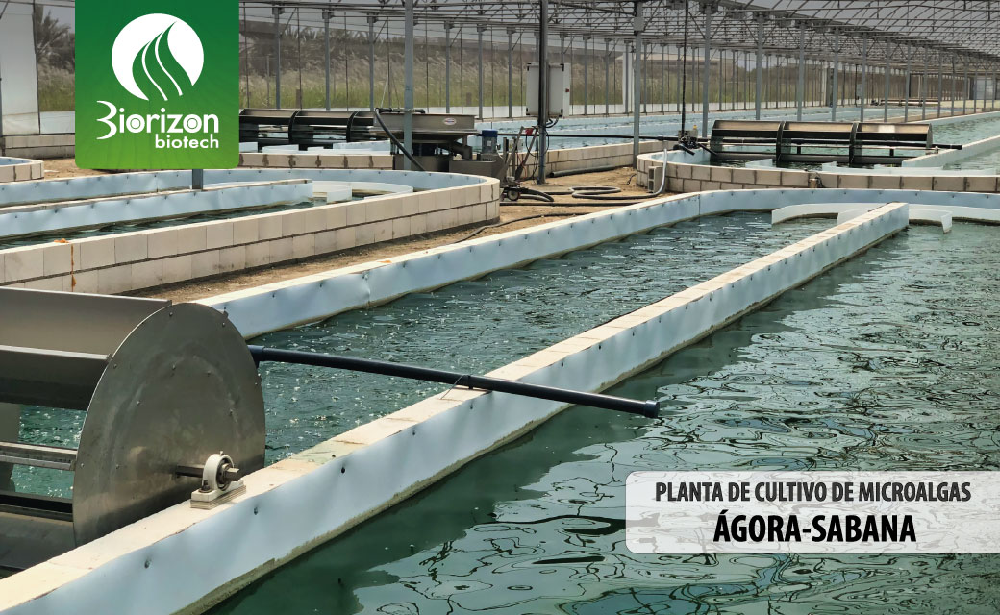 Biorizon
biotech
PLANTA DE CULTIVO DE MICROALGAS
ÁGORA-SABANA